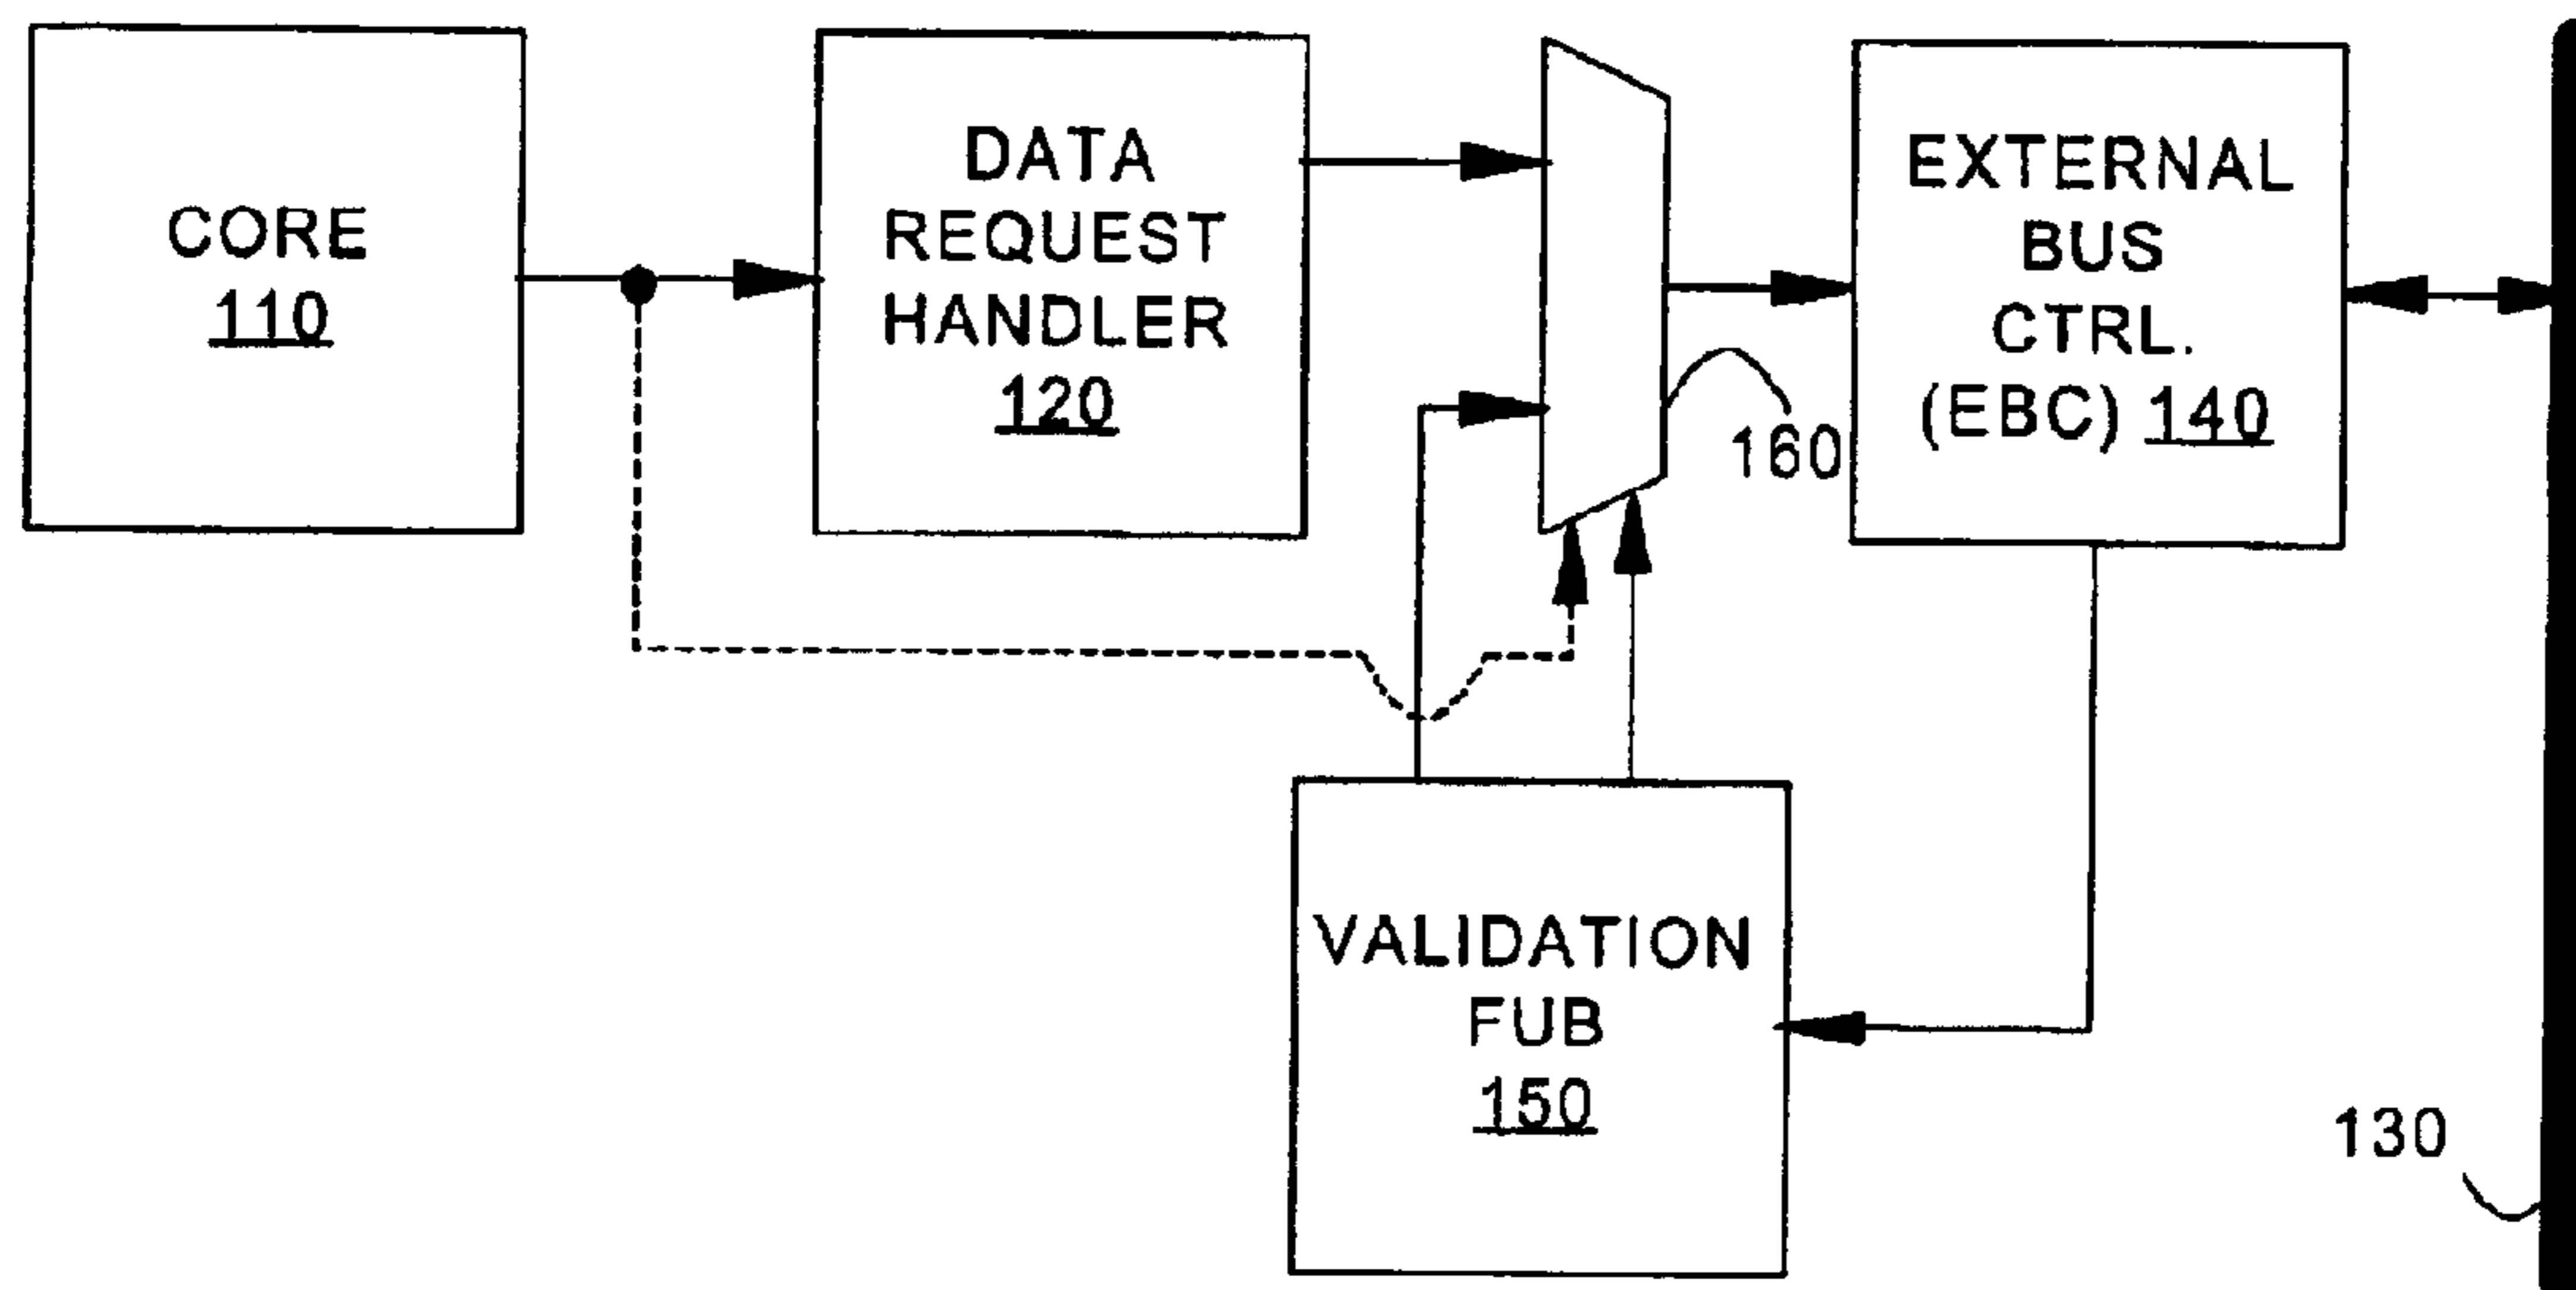 CORE
110
DATA
REQUEST
HANDLER
120
160
EXTERNAL
BUS
CTRL.
(EBC) 140
VALIDATION
FUB
150
130